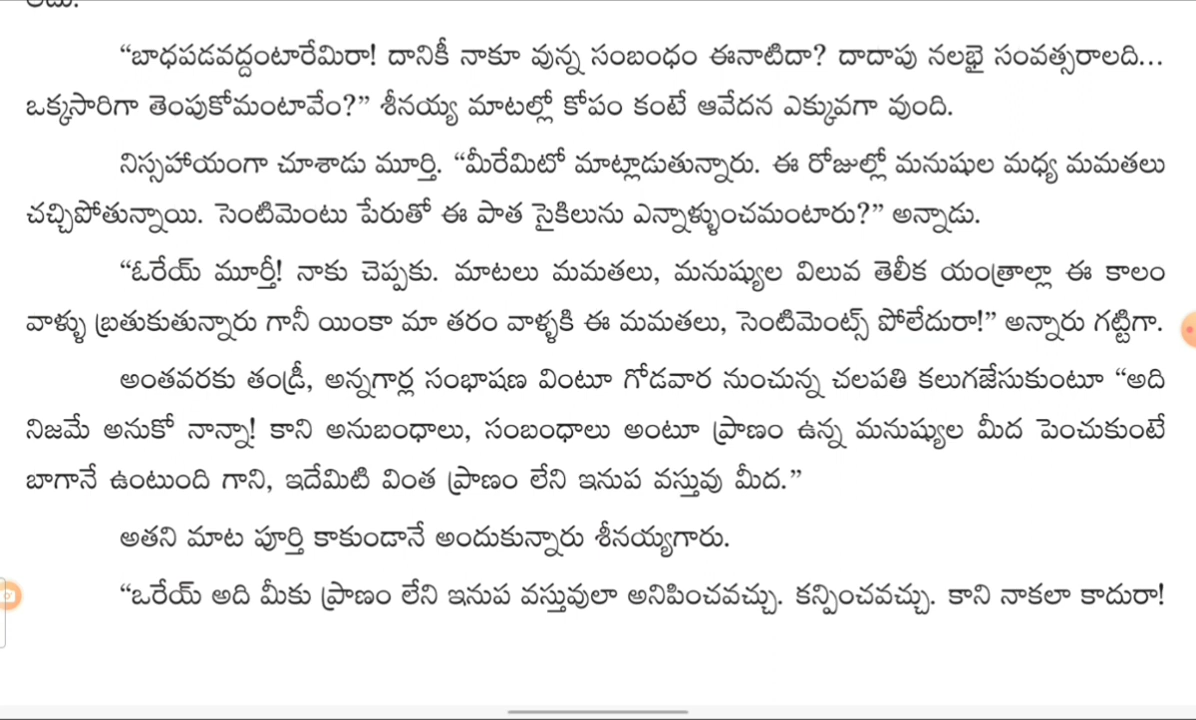 “బాధపడవద్దంటారేమిరా! దానికీ నాకూ వున్న సంబంధం ఈనాటిదా? దాదాపు నలభై సంవత్సరాలది...
ఒక్కసారిగా తెంపుకోమంటావేం?” శీనయ్య మాటల్లో కోపం కంటే ఆవేదన ఎక్కువగా వుంది.
నిస్సహాయంగా చూశాడు మూర్తి. “మీరేమిటో మాట్లాడుతున్నారు. ఈ రోజుల్లో మనుషుల మధ్య మమతలు
చచ్చిపోతున్నాయి. సెంటిమెంటు పేరుతో ఈ పాత సైకిలును ఎన్నాళ్ళుంచమంటారు?” అన్నాడు.
“ఓరేయ్ మూర్తీ! నాకు చెప్పకు. మాటలు మమతలు, మనుష్యుల విలువ తెలీక యంత్రాల్లా ఈ కాలం
వాళ్ళు బ్రతుకుతున్నారు గానీ యింకా మా తరం వాళ్ళకి ఈ మమతలు, సెంటిమెంట్స్ పోలేదురా!” అన్నారు గట్టిగా.
అంతవరకు తండ్రీ, అన్నగార్ల సంభాషణ వింటూ గోడవార నుంచున్న చలపతి కలుగజేసుకుంటూ “అది
నిజమే అనుకో నాన్నా! కాని అనుబంధాలు, సంబంధాలు అంటూ ప్రాణం ఉన్న మనుష్యుల మీద పెంచుకుంటే
బాగానే ఉంటుంది గాని, ఇదేమిటి వింత ప్రాణం లేని ఇనుప వస్తువు మీద.”
అతని మాట పూర్తి కాకుండానే అందుకున్నారు శీనయ్యగారు.
“ఒరేయ్ అది మీకు ప్రాణం లేని ఇనుప వస్తువులా అనిపించవచ్చు. కన్పించవచ్చు. కాని నాకలా కాదురా!